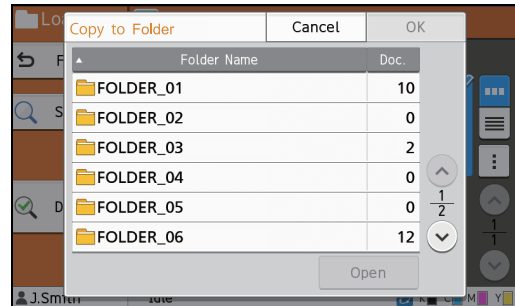 Lo
Copy to Folder
Cancel
OK
F
Folder Name
Doc.
FOLDER_01
10
S
FOLDER_02
0
FOLDER_03
2
FOLDER_04
0
D
FOLDER_05
0
1
2
FOLDER_06
12
1
1
Open
J.Smith
Idle
K
C
M
Y